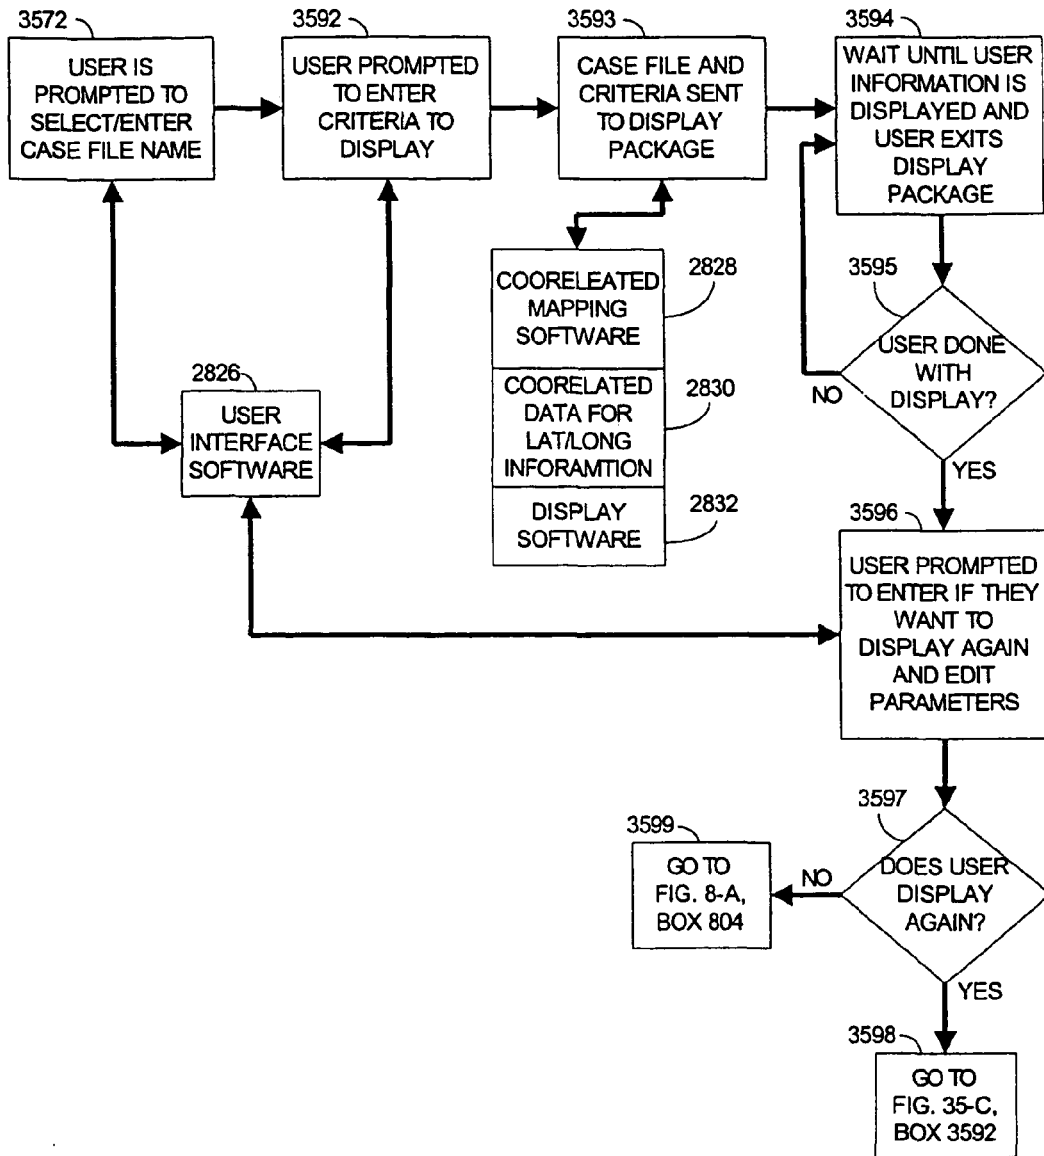 3572
USER IS
PROMPTED TO
SELECT/ENTER
CASE FILE NAME
3592
USER PROMPTED
TO ENTER
CRITERIA TO
DISPLAY
3593
CASE FILE AND
CRITERIA SENT
TO DISPLAY
PACKAGE
3594
WAIT UNTIL USER
INFORMATION IS
DISPLAYED AND
USER EXITS
DISPLAY
PACKAGE
2826
USER
INTERFACE
SOFTWARE
COORELEATED
MAPPING
SOFTWARE
2828
COORELATED
DATA FOR
LAT/LONG
INFORAMTION
2830
DISPLAY
SOFTWARE
2832
3595
USER DONE
WITH
DISPLAY?
NO
YES
3596
USER PROMPTED
TO ENTER IF THEY
WANT TO
DISPLAY AGAIN
AND EDIT
PARAMETERS
3597
DOES USER
DISPLAY
AGAIN?
NO
YES
3599
GO TO
FIG. 8-A,
BOX 804
3598
GO TO
FIG. 35-C,
BOX 3592